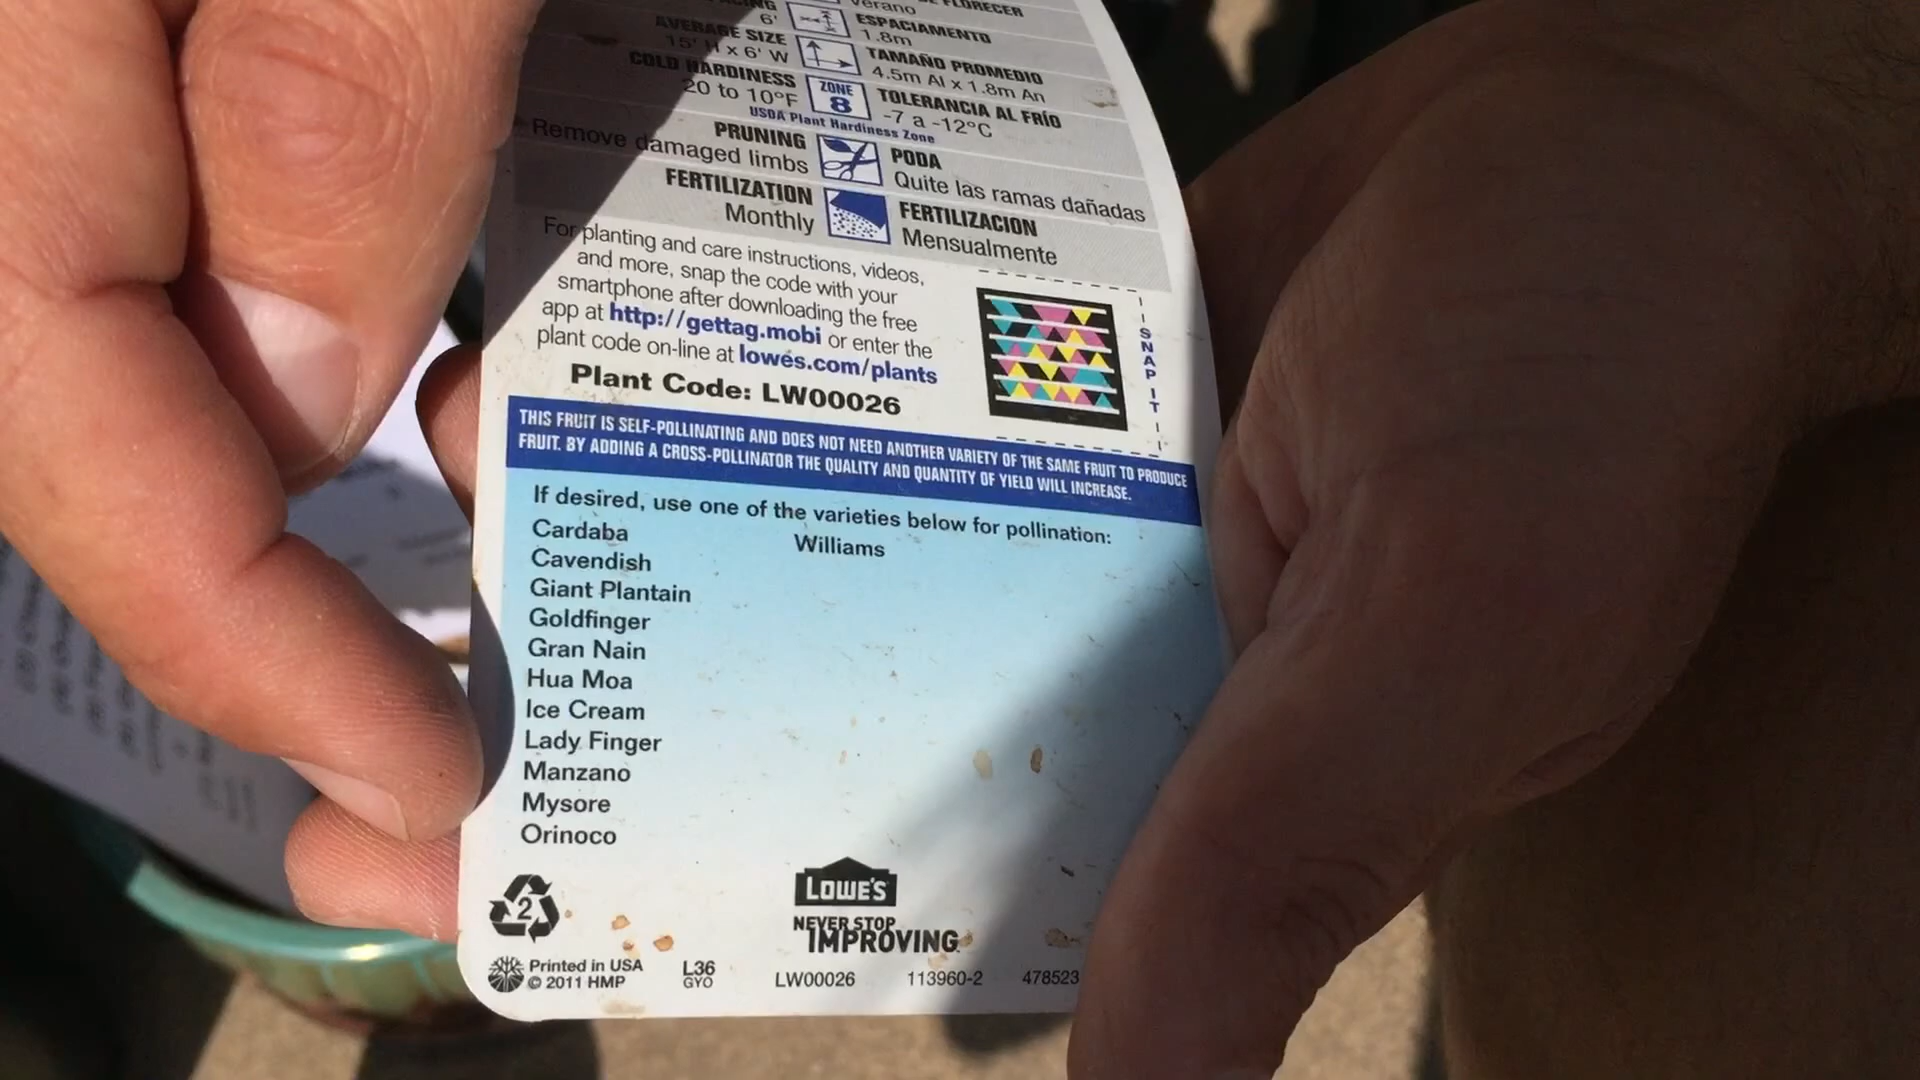 FLORECER
Verano
6'
ESPACIAMIENTO
1.8m
AVERAGE SIZE
15' H x 6' W
TAMAÑO PROMEDIO
4.5m Al x 1.8m An
COLD HARDINESS
20 to 10°F
ZONE
8
TOLERANCIA AL FRÍO
-7 a -12°C
USDA Plant Hardiness Zone
PRUNING
Remove damaged limbs
PODA
Quite las ramas dañadas
FERTILIZATION
Monthly
FERTILIZACION
Mensualmente
For planting and care instructions, videos,
and more, snap the code with your
smartphone after downloading the free
app at http://gettag.mobi or enter the
plant code on-line at lowes.com/plants
Plant Code: LW00026
SNAP IT!
THIS FRUIT IS SELF-POLLINATING AND DOES NOT NEED ANOTHER VARIETY OF THE SAME FRUIT TO PRODUCE
FRUIT. BY ADDING A CROSS-POLLINATOR THE QUALITY AND QUANTITY OF YIELD WILL INCREASE.
If desired, use one of the varieties below for pollination:
Cardaba
Cavendish
Giant Plantain
Goldfinger
Gran Nain
Hua Moa
Ice Cream
Lady Finger
Manzano
Mysore
Orinoco
Williams
2
LOWE'S
NEVER STOP
IMPROVING
Printed in USA
© 2011 HMP
L36
GYO
LW00026
113960-2
478523